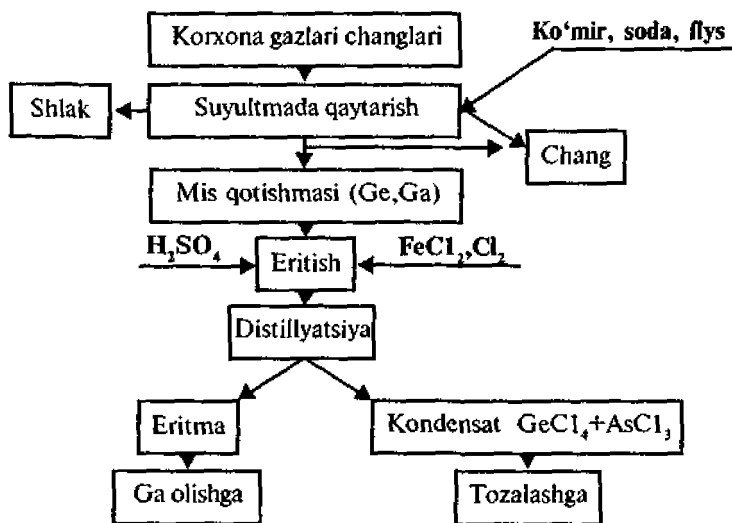 Korxona gazlari changlari
Ko‘mir, soda, flys
Shlak
Suyultmada qaytarish
Chang
Mis qotishmasi (Ge,Ga)
H₂SO₄
Eritish
FeCl₂,Cl₂
Distillyatsiya
Eritma
Kondensat GeCl₄+AsCl₃
Ga olishga
Tozalashga